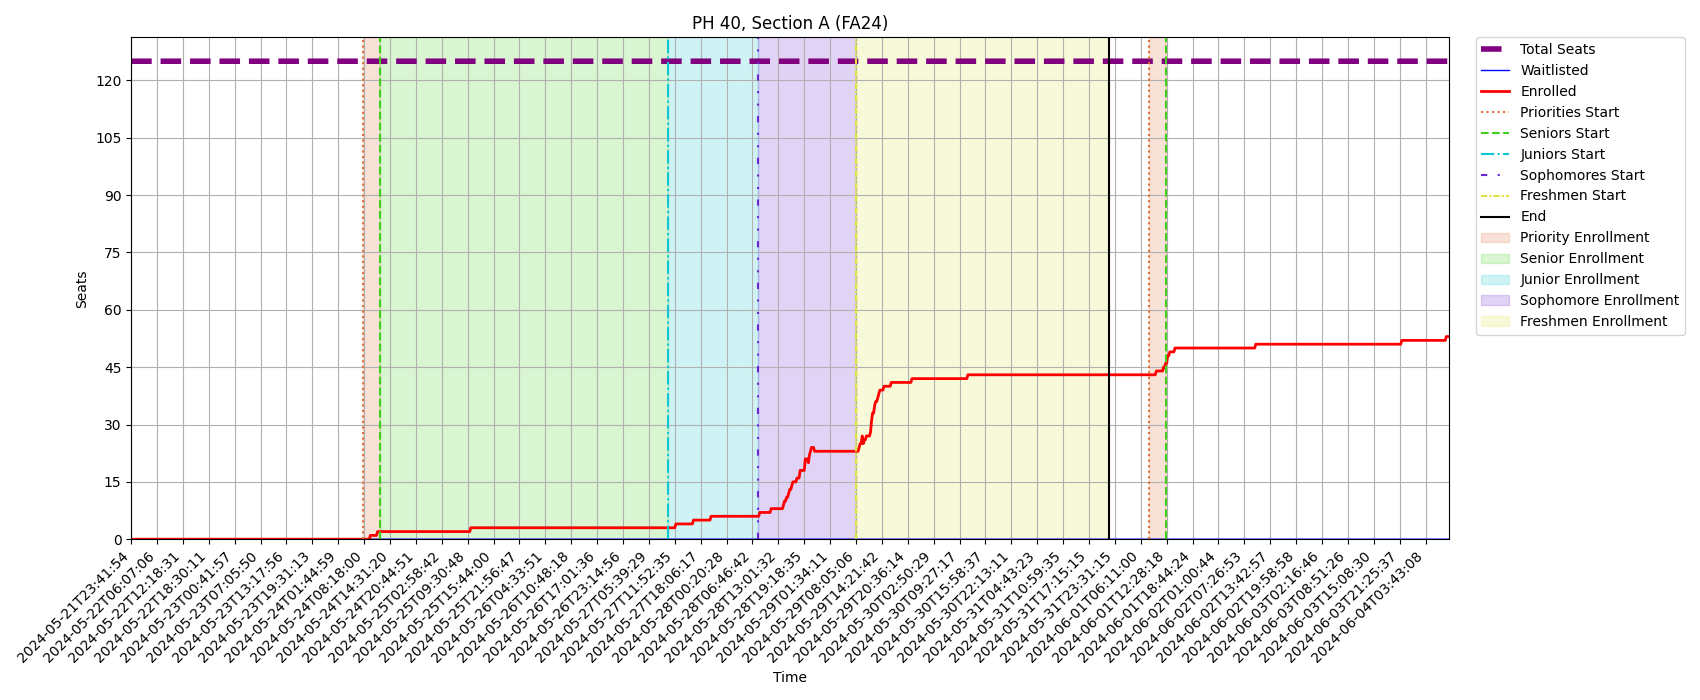 PH 40, Section A (FA24)
Seats
120
105
90
75
60
45
30
15
0
2024-05-21T23:41:54
2024-05-22T06:07:06
2024-05-22T12:18:31
2024-05-22T18:30:11
2024-05-23T00:41:57
2024-05-23T07:05:50
2024-05-23T13:17:56
2024-05-23T19:31:13
2024-05-24T01:44:59
2024-05-24T08:18:00
2024-05-24T14:31:20
2024-05-24T20:44:51
2024-05-25T02:58:42
2024-05-25T09:30:48
2024-05-25T15:44:00
2024-05-25T21:56:47
2024-05-26T04:33:51
2024-05-26T10:48:18
2024-05-26T17:01:36
2024-05-26T23:14:56
2024-05-27T05:39:29
2024-05-27T11:52:35
2024-05-27T18:06:17
2024-05-28T00:20:28
2024-05-28T06:46:42
2024-05-28T13:01:32
2024-05-28T19:18:35
2024-05-29T01:34:11
2024-05-29T08:05:06
2024-05-29T14:21:42
2024-05-29T20:36:14
2024-05-30T02:50:29
2024-05-30T09:27:17
2024-05-30T15:58:37
2024-05-30T22:13:11
2024-05-31T04:43:23
2024-05-31T10:59:35
2024-05-31T17:15:15
2024-05-31T23:31:15
2024-06-01T06:11:00
2024-06-01T12:28:18
2024-06-01T18:44:24
2024-06-02T01:00:44
2024-06-02T07:26:53
2024-06-02T13:42:57
2024-06-02T19:58:58
2024-06-03T02:16:46
2024-06-03T08:51:26
2024-06-03T15:08:30
2024-06-03T21:25:37
2024-06-04T03:43:08
Time
Total Seats
Waitlisted
Enrolled
Priorities Start
Seniors Start
Juniors Start
Sophomores Start
Freshmen Start
End
Priority Enrollment
Senior Enrollment
Junior Enrollment
Sophomore Enrollment
Freshmen Enrollment